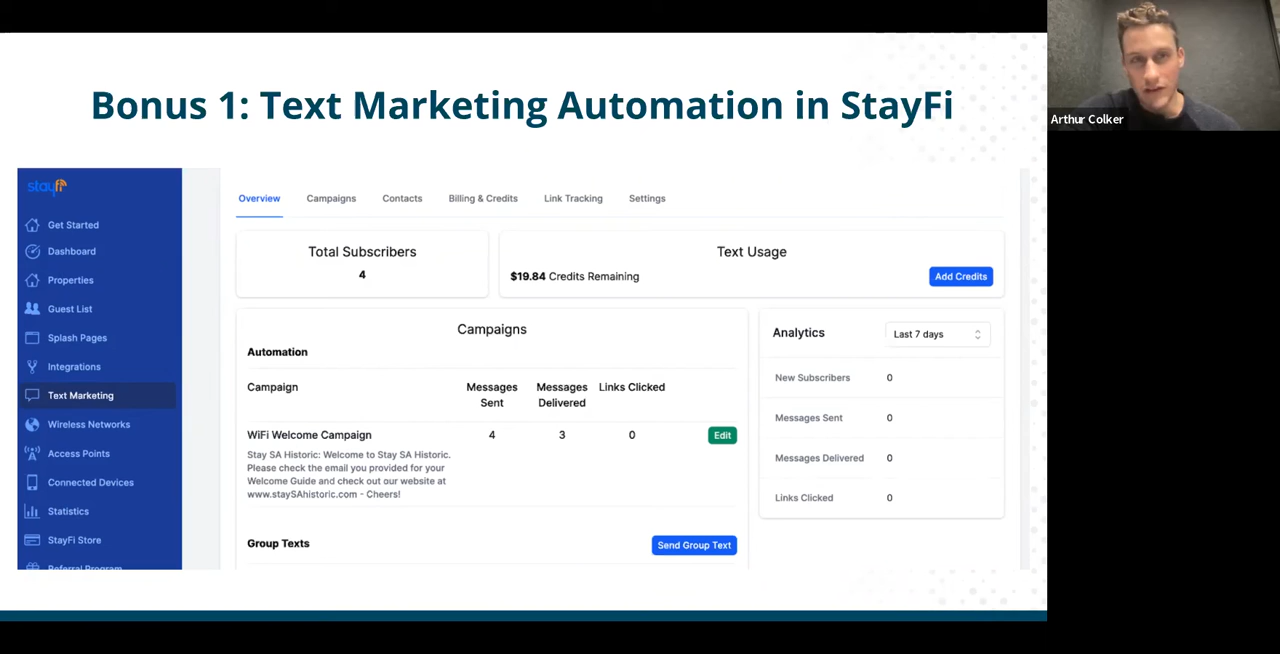 Bonus 1: Text Marketing Automation in StayFi
Arthur Colker
stayfi
Get Started
Dashboard
Properties
Guest List
Splash Pages
Integrations
Text Marketing
Wireless Networks
Access Points
Connected Devices
Statistics
StayFi Store
Referral Program
Overview Campaigns Contacts Billing & Credits Link Tracking Settings
Total Subscribers
4
Text Usage
$19.84 Credits Remaining
Add Credits
Campaigns
Automation
Campaign Messages Sent Messages Delivered Links Clicked
WiFi Welcome Campaign 4 3 0 Edit
Stay SA Historic: Welcome to Stay SA Historic.
Please check the email you provided for your
Welcome Guide and check out our website at
www.staySAhistoric.com - Cheers!
Group Texts Send Group Text
Analytics Last 7 days
New Subscribers 0
Messages Sent 0
Messages Delivered 0
Links Clicked 0